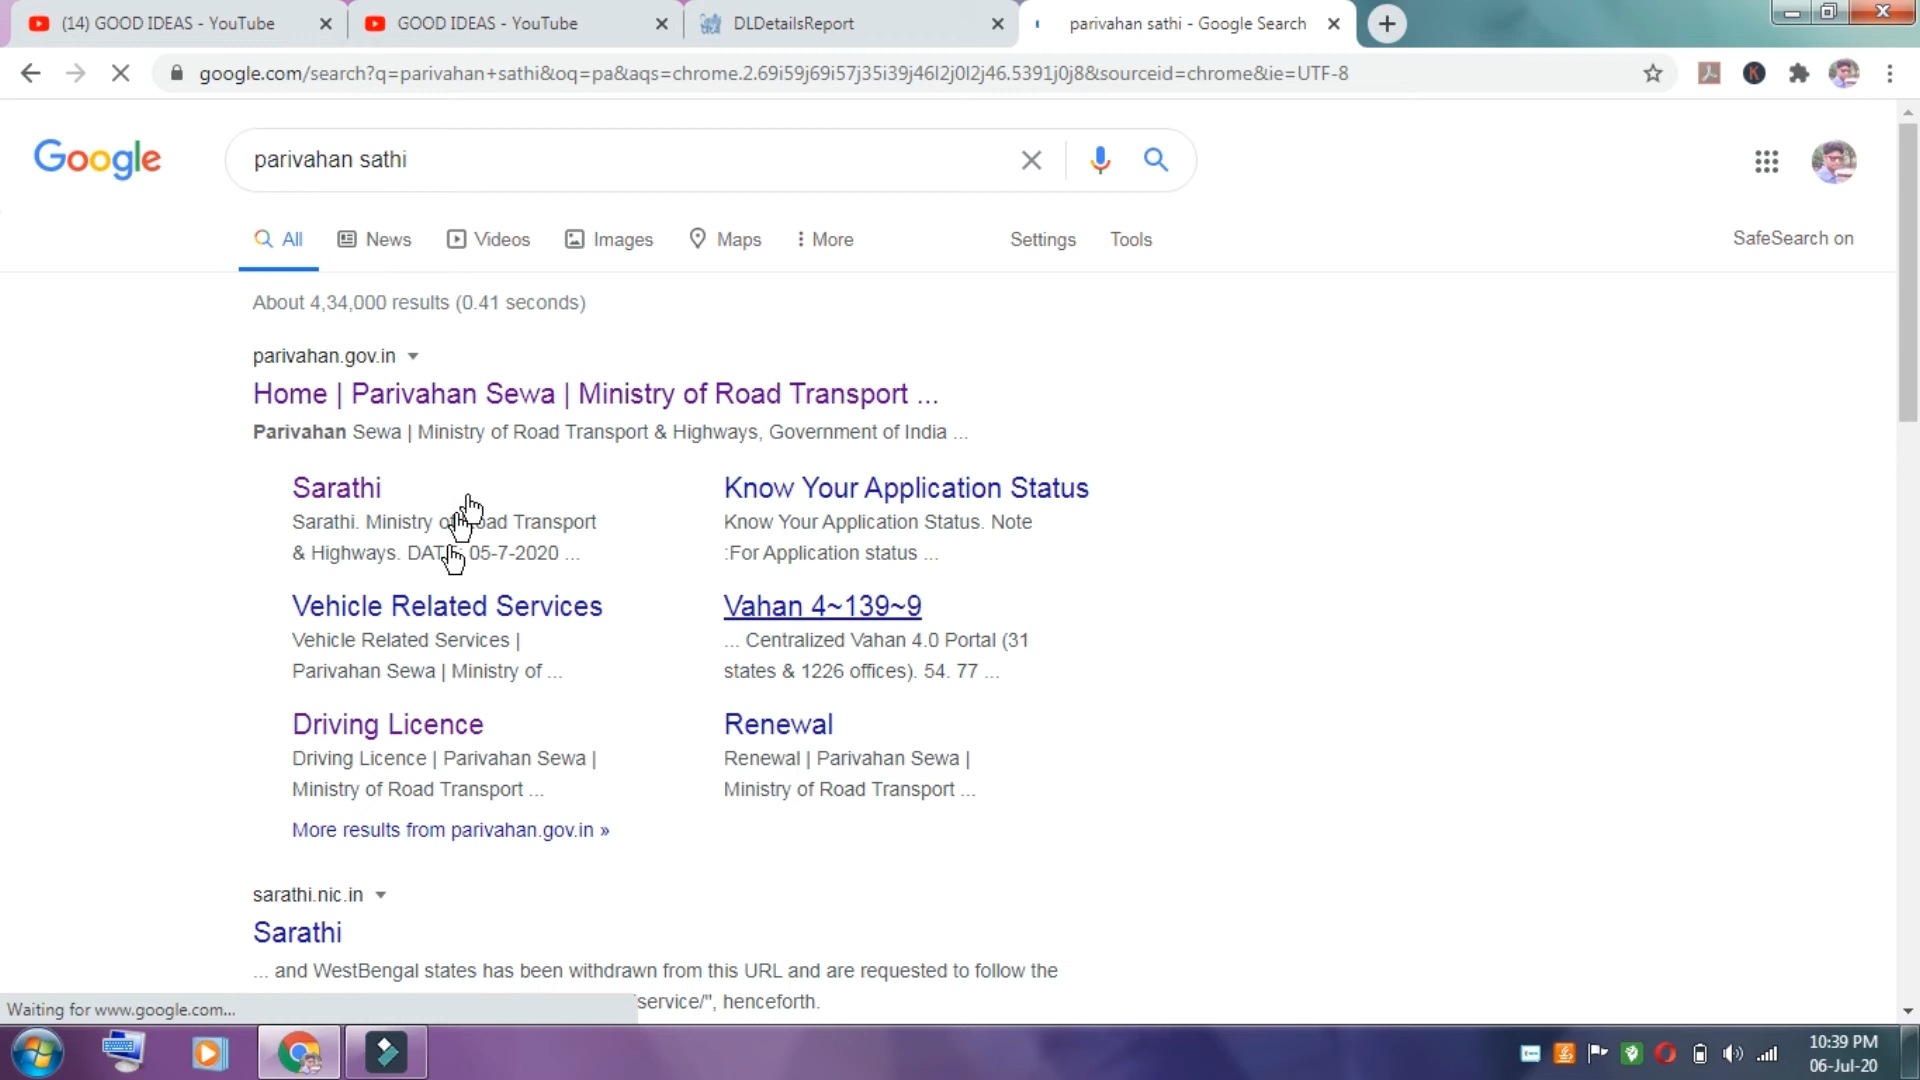 (14) GOOD IDEAS - YouTube
GOOD IDEAS - YouTube
DLDetailsReport
parivahan sathi - Google Search
google.com/search?q=parivahan+sathi&oq=pa&aqs=chrome.2.69i59j69i57j35i39j46l2j0l2j46.5391j0j8&sourceid=chrome&ie=UTF-8
Google
parivahan sathi
All News Videos Images Maps More Settings Tools
SafeSearch on
About 4,34,000 results (0.41 seconds)
parivahan.gov.in
Home | Parivahan Sewa | Ministry of Road Transport ...
Parivahan Sewa | Ministry of Road Transport & Highways, Government of India ...
Sarathi
Sarathi. Ministry of Road Transport
& Highways. DATE: 05-7-2020 ...
Know Your Application Status
Know Your Application Status. Note
:For Application status ...
Vehicle Related Services
Vehicle Related Services |
Parivahan Sewa | Ministry of ...
Vahan 4~139~9
... Centralized Vahan 4.0 Portal (31
states & 1226 offices). 54. 77 ...
Driving Licence
Driving Licence | Parivahan Sewa |
Ministry of Road Transport ...
Renewal
Renewal | Parivahan Sewa |
Ministry of Road Transport ...
More results from parivahan.gov.in »
sarathi.nic.in
Sarathi
... and WestBengal states has been withdrawn from this URL and are requested to follow the
service/", henceforth.
Waiting for www.google.com...
10:39 PM
06-Jul-20